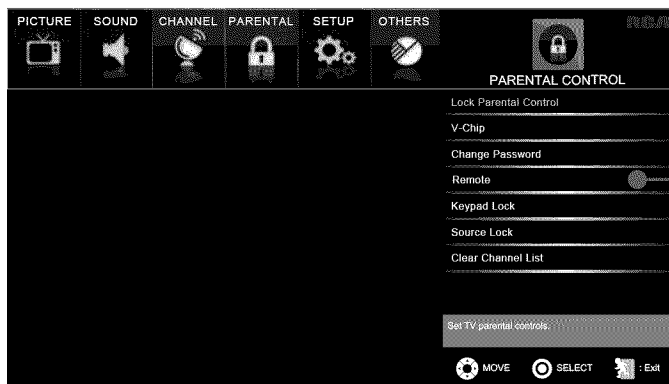 PICTURE SOUND CHANNEL PARENTAL SETUP OTHERS
RCA
PARENTAL CONTROL
Lock Parental Control
V-Chip
Change Password
Remote
Keypad Lock
Source Lock
Clear Channel List
Set TV parental controls.
MOVE SELECT : Exit